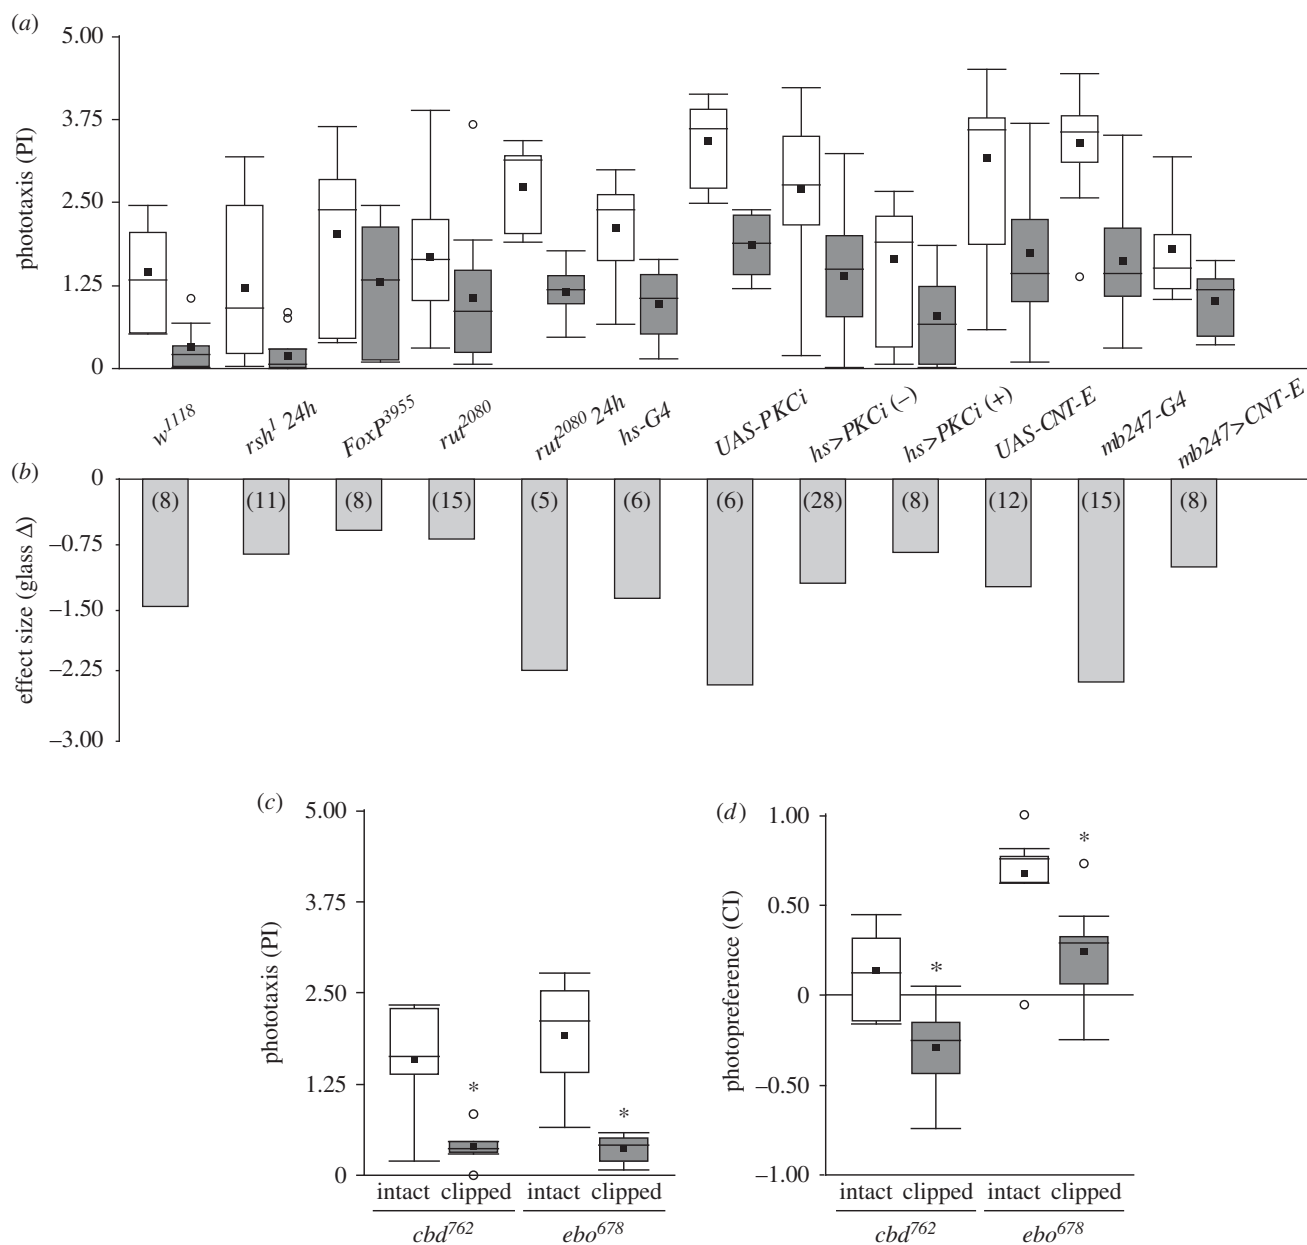 (a)
5.00
3.75
2.50
1.25
0
phototaxis (PI)
w1118
rsh1 24h
FoxP3955
rut2080
rut2080 24h
hs-G4
UAS-PKCi
hs>PKCi (–)
hs>PKCi (+)
UAS-CNT-E
mb247-G4
mb247>CNT-E
(b)
0
–0.75
–1.50
–2.25
–3.00
effect size (glass Δ)
(8) (11) (8) (15) (5) (6) (6) (28) (8) (12) (15) (8)
(c)
5.00
3.75
2.50
1.25
0
phototaxis (PI)
*
*
intact clipped intact clipped
cbd762 ebo678
(d)
1.00
0.50
0
–0.50
–1.00
photopreference (CI)
*
*
intact clipped intact clipped
cbd762 ebo678